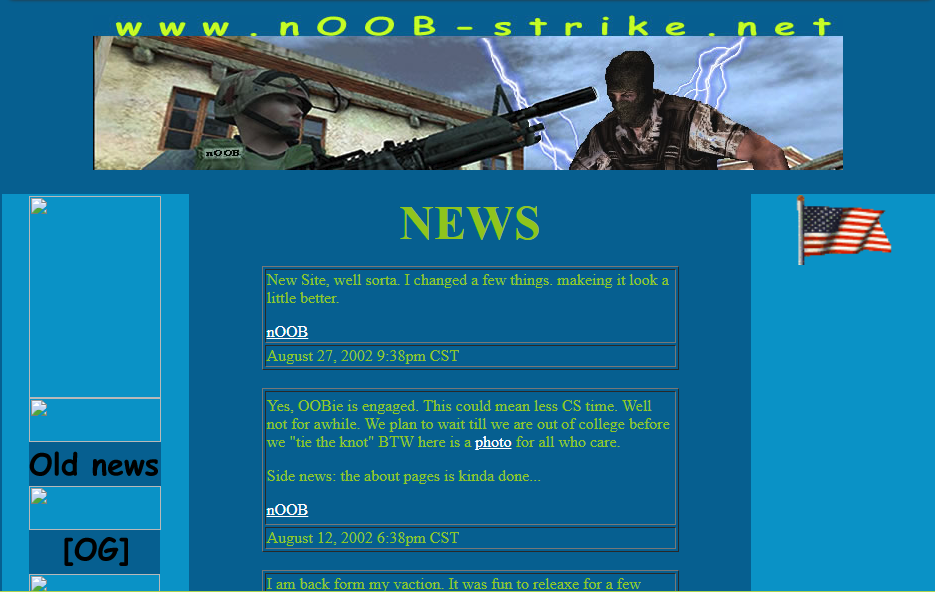 www.nOOB-strike.net
nOOB
NEWS
New Site, well sorta. I changed a few things. makeing it look a
little better.
nOOB
August 27, 2002 9:38pm CST
Yes, OOBie is engaged. This could mean less CS time. Well
not for awhile. We plan to wait till we are out of college before
we "tie the knot" BTW here is a photo for all who care.
Side news: the about pages is kinda done...
nOOB
August 12, 2002 6:38pm CST
I am back form my vaction. It was fun to releaxe for a few
Old news
[OG]